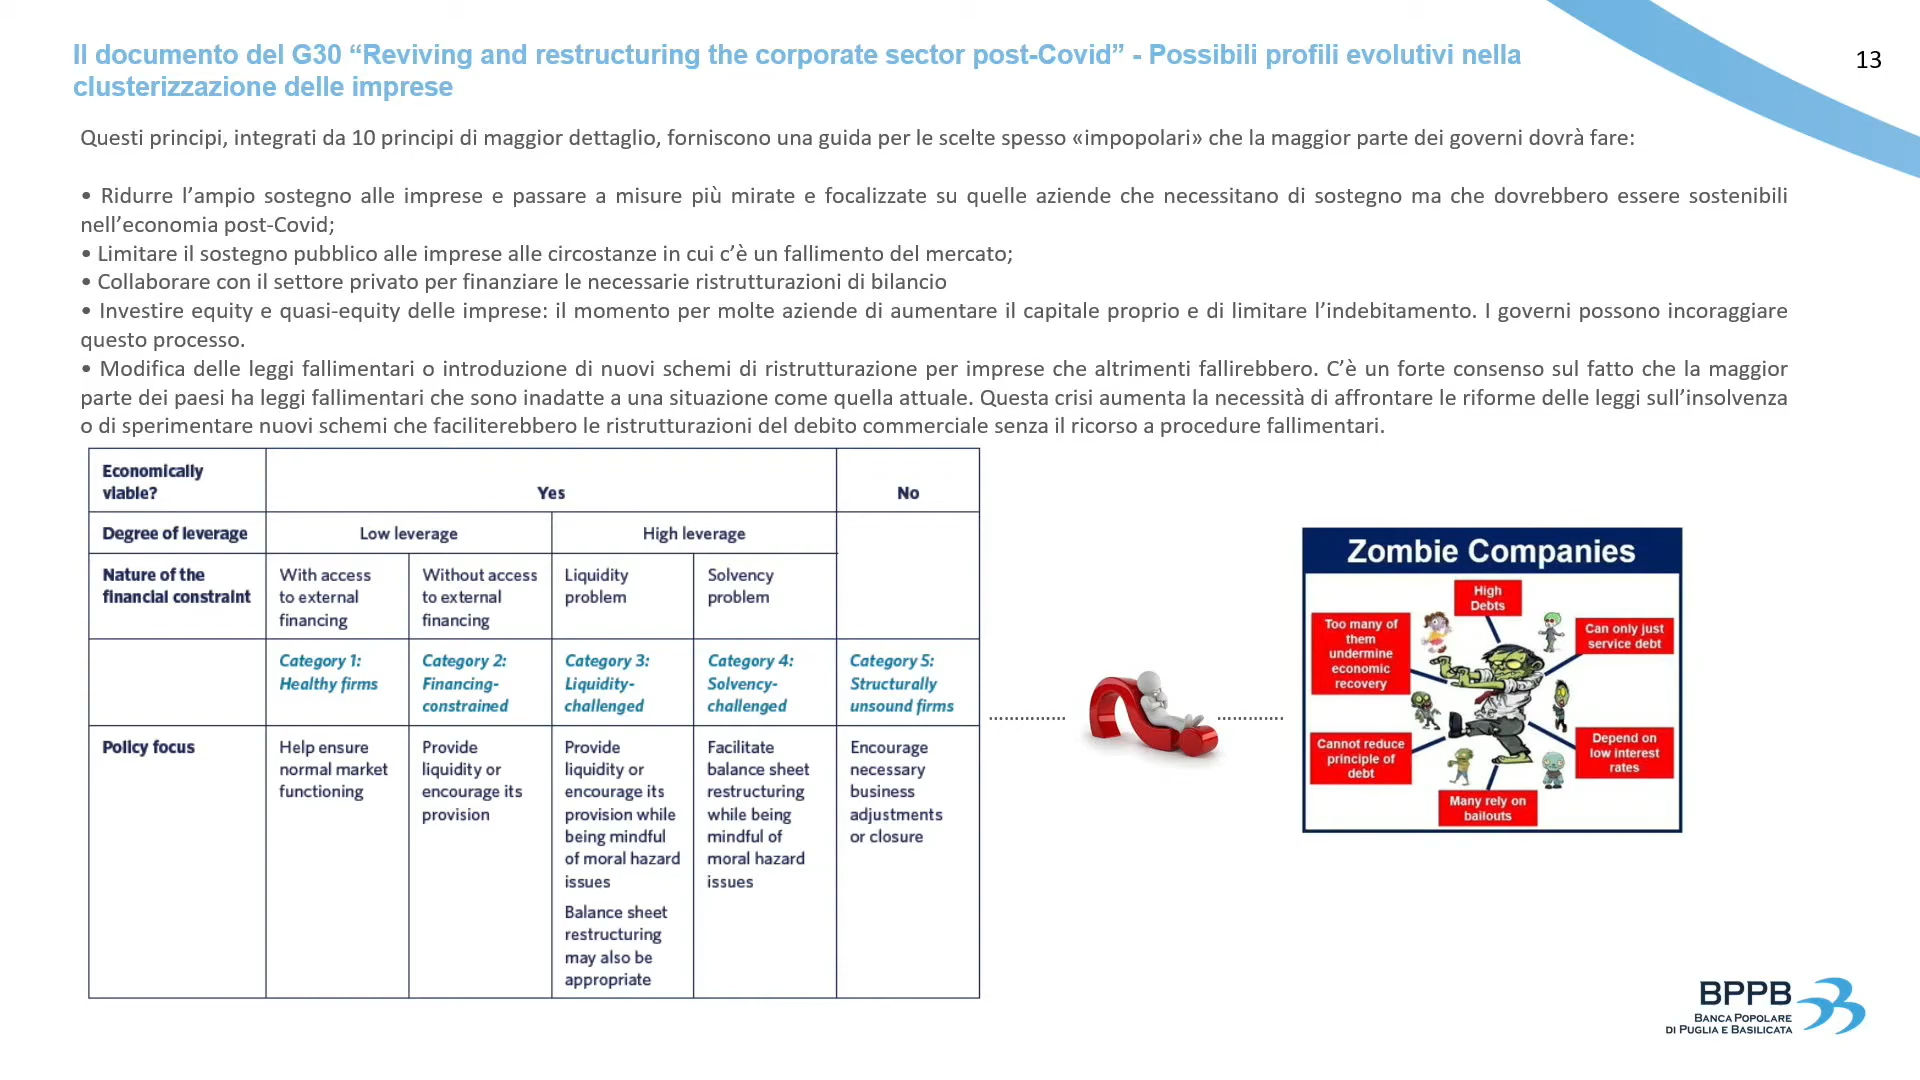 Il documento del G30 “Reviving and restructuring the corporate sector post-Covid” - Possibili profili evolutivi nella
clusterizzazione delle imprese
13
Questi principi, integrati da 10 principi di maggior dettaglio, forniscono una guida per le scelte spesso «impopolari» che la maggior parte dei governi dovrà fare:
• Ridurre l’ampio sostegno alle imprese e passare a misure più mirate e focalizzate su quelle aziende che necessitano di sostegno ma che dovrebbero essere sostenibili
nell’economia post-Covid;
• Limitare il sostegno pubblico alle imprese alle circostanze in cui c’è un fallimento del mercato;
• Collaborare con il settore privato per finanziare le necessarie ristrutturazioni di bilancio
• Investire equity e quasi-equity delle imprese: il momento per molte aziende di aumentare il capitale proprio e di limitare l’indebitamento. I governi possono incoraggiare
questo processo.
• Modifica delle leggi fallimentari o introduzione di nuovi schemi di ristrutturazione per imprese che altrimenti fallirebbero. C’è un forte consenso sul fatto che la maggior
parte dei paesi ha leggi fallimentari che sono inadatte a una situazione come quella attuale. Questa crisi aumenta la necessità di affrontare le riforme delle leggi sull’insolvenza
o di sperimentare nuovi schemi che faciliterebbero le ristrutturazioni del debito commerciale senza il ricorso a procedure fallimentari.
Economically
viable?
Yes
No
Degree of leverage
Low leverage
High leverage
Nature of the
financial constraint
With access
to external
financing
Without access
to external
financing
Liquidity
problem
Solvency
problem
Category 1:
Healthy firms
Category 2:
Financing-
constrained
Category 3:
Liquidity-
challenged
Category 4:
Solvency-
challenged
Category 5:
Structurally
unsound firms
Policy focus
Help ensure
normal market
functioning
Provide
liquidity or
encourage its
provision
Provide
liquidity or
encourage its
provision while
being mindful
of moral hazard
issues
Balance sheet
restructuring
may also be
appropriate
Facilitate
balance sheet
restructuring
while being
mindful of
moral hazard
issues
Encourage
necessary
business
adjustments
or closure
Zombie Companies
High
Debts
Too many of
them
undermine
economic
recovery
Can only just
service debt
Cannot reduce
principle of
debt
Depend on
low interest
rates
Many rely on
bailouts
BPPB
BANCA POPOLARE
DI PUGLIA E BASILICATA